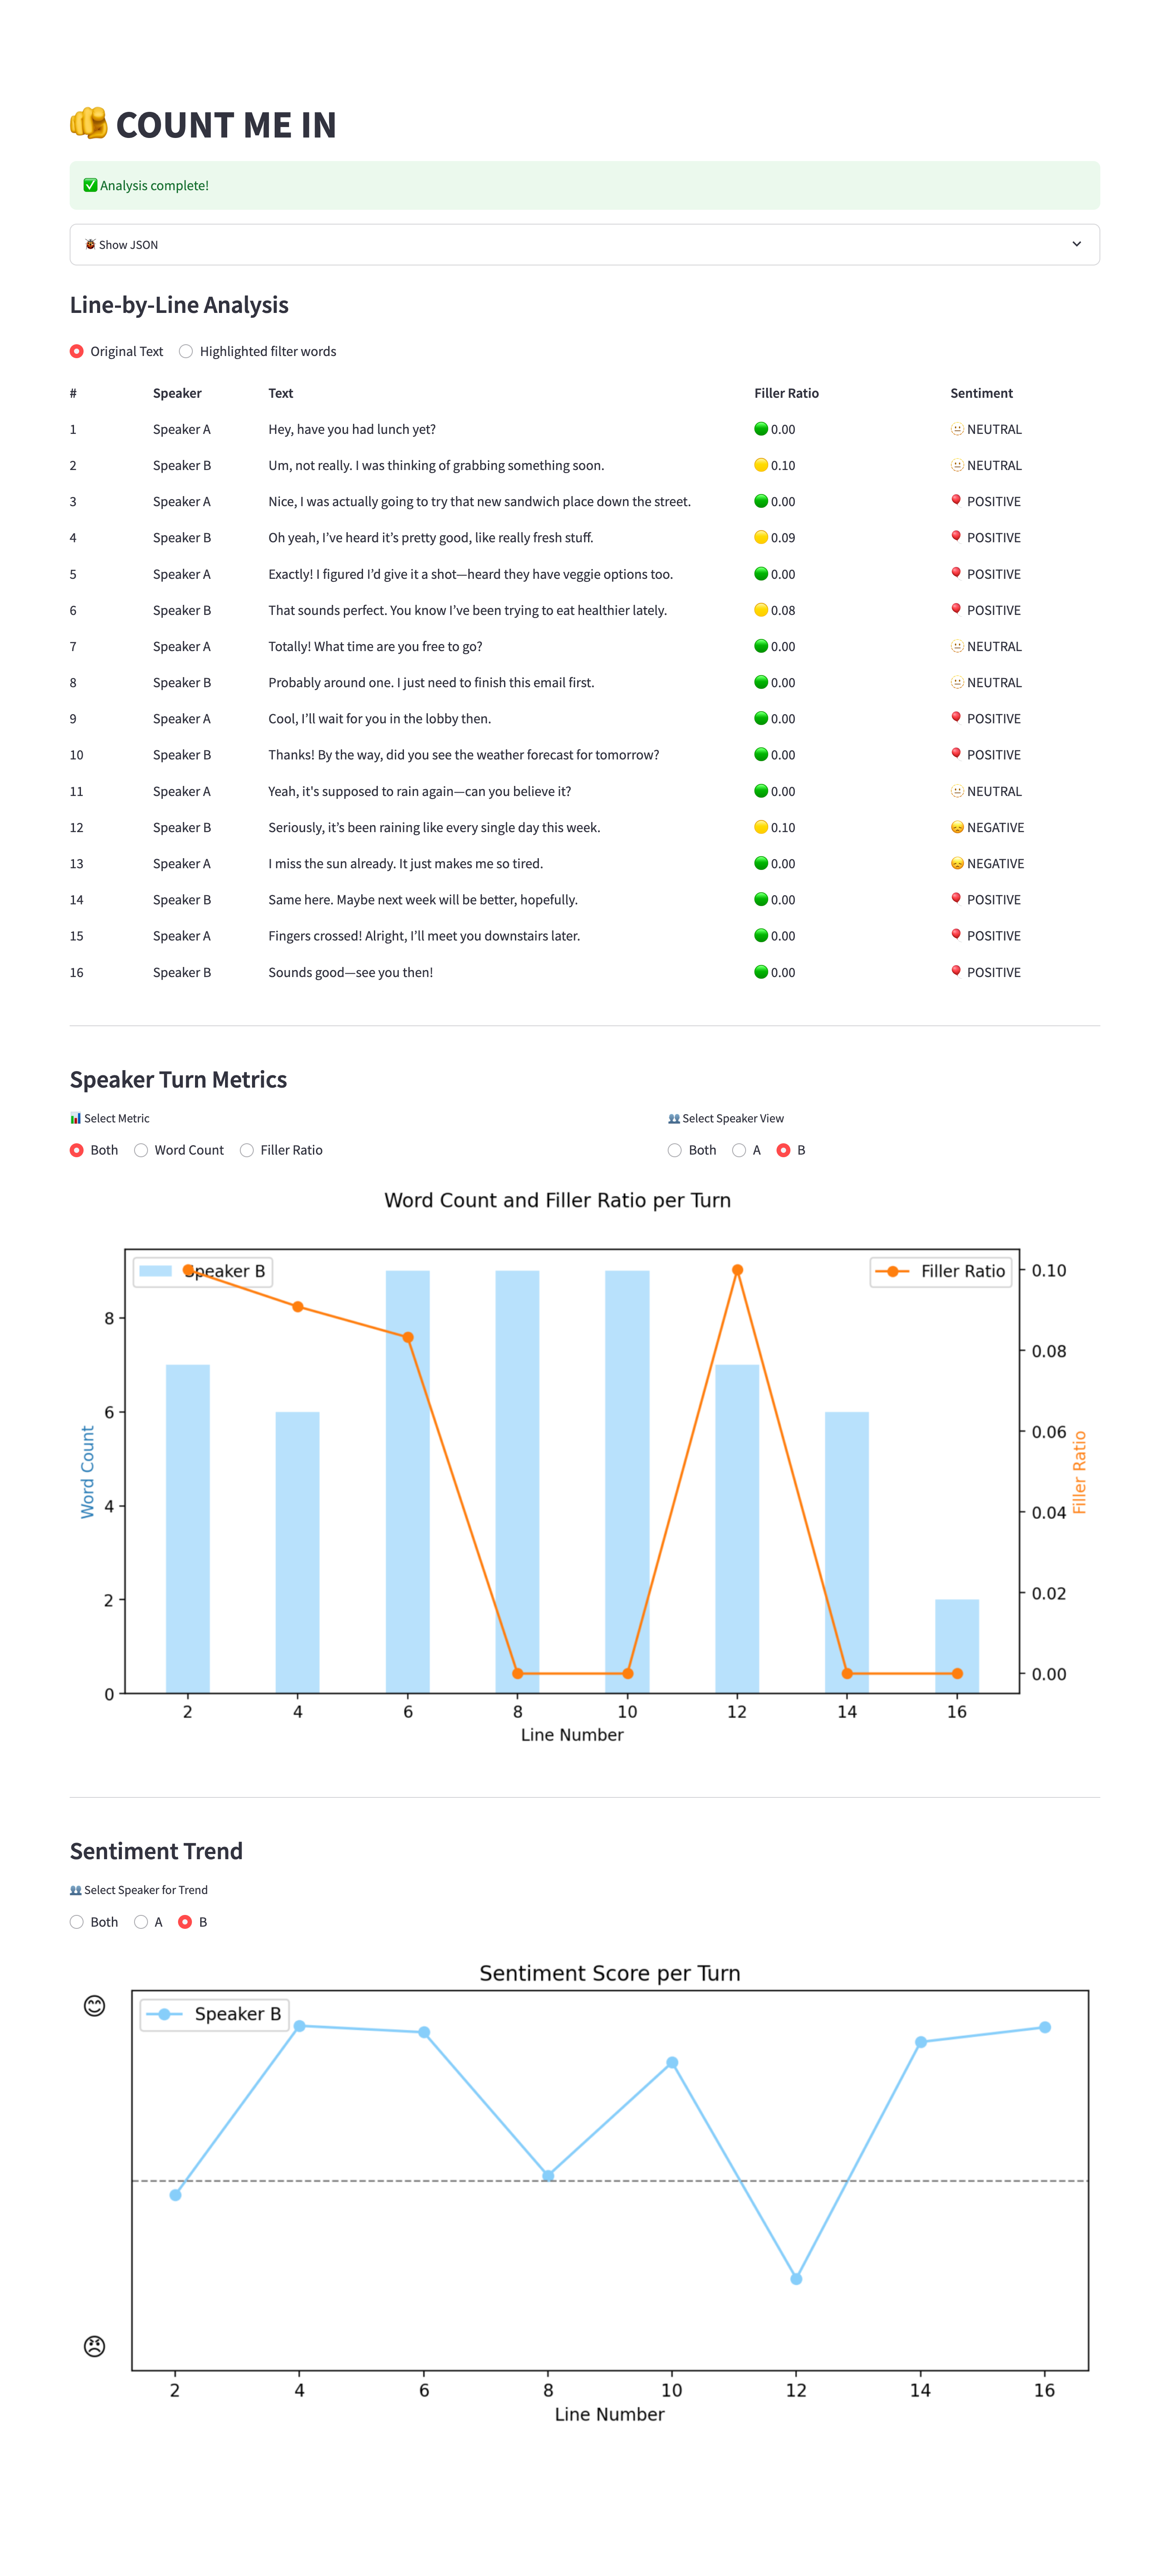 👉 COUNT ME IN
✅ Analysis complete!
🐞 Show JSON
Line-by-Line Analysis
Original Text Highlighted filter words
# Speaker Text Filler Ratio Sentiment
1 Speaker A Hey, have you had lunch yet? 🟢 0.00 🫥 NEUTRAL
2 Speaker B Um, not really. I was thinking of grabbing something soon. 🟡 0.10 🫥 NEUTRAL
3 Speaker A Nice, I was actually going to try that new sandwich place down the street. 🟢 0.00 🎈 POSITIVE
4 Speaker B Oh yeah, I’ve heard it’s pretty good, like really fresh stuff. 🟡 0.09 🎈 POSITIVE
5 Speaker A Exactly! I figured I’d give it a shot—heard they have veggie options too. 🟢 0.00 🎈 POSITIVE
6 Speaker B That sounds perfect. You know I’ve been trying to eat healthier lately. 🟡 0.08 🎈 POSITIVE
7 Speaker A Totally! What time are you free to go? 🟢 0.00 🫥 NEUTRAL
8 Speaker B Probably around one. I just need to finish this email first. 🟢 0.00 🫥 NEUTRAL
9 Speaker A Cool, I’ll wait for you in the lobby then. 🟢 0.00 🎈 POSITIVE
10 Speaker B Thanks! By the way, did you see the weather forecast for tomorrow? 🟢 0.00 🎈 POSITIVE
11 Speaker A Yeah, it's supposed to rain again—can you believe it? 🟢 0.00 🫥 NEUTRAL
12 Speaker B Seriously, it’s been raining like every single day this week. 🟡 0.10 😞 NEGATIVE
13 Speaker A I miss the sun already. It just makes me so tired. 🟢 0.00 😞 NEGATIVE
14 Speaker B Same here. Maybe next week will be better, hopefully. 🟢 0.00 🎈 POSITIVE
15 Speaker A Fingers crossed! Alright, I’ll meet you downstairs later. 🟢 0.00 🎈 POSITIVE
16 Speaker B Sounds good—see you then! 🟢 0.00 🎈 POSITIVE
Speaker Turn Metrics
📊 Select Metric 👥 Select Speaker View
Both Word Count Filler Ratio Both A B
Word Count and Filler Ratio per Turn
Speaker B Filler Ratio
8
6
4
2
0
Word Count
0.10
0.08
0.06
0.04
0.02
0.00
Filler Ratio
2 4 6 8 10 12 14 16
Line Number
Sentiment Trend
👥 Select Speaker for Trend
Both A B
Sentiment Score per Turn
Speaker B
2 4 6 8 10 12 14 16
Line Number